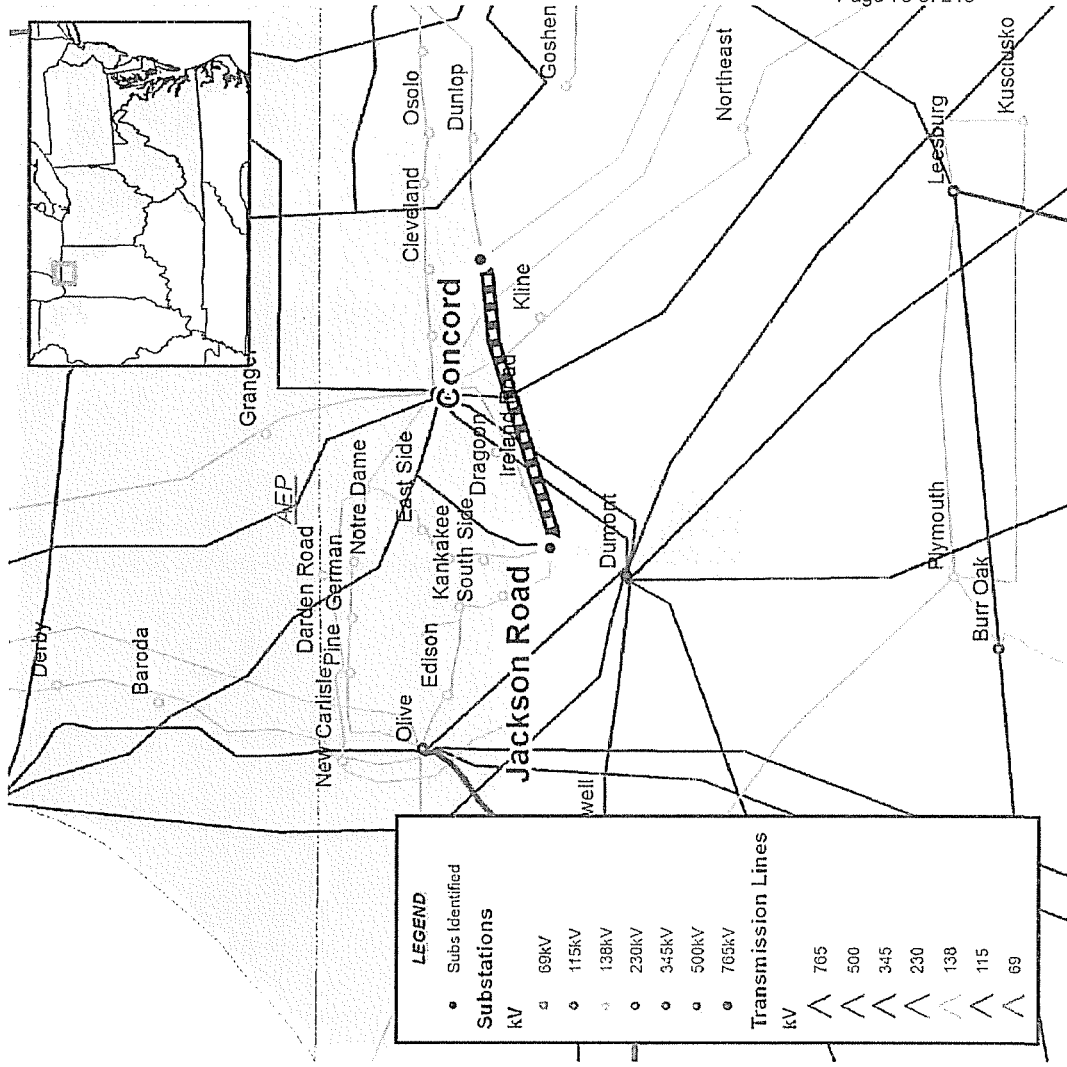 Page 16 of 216
Goshen
Osolo
Dunlop
Northeast
Kusciusko
Leesburg
Cleveland
Kline
Concord
Granger
AEP
Notre Dame
East Side
Dragoon
Ireland Road
Darden Road
German
Pine
New Carlisle
Kankakee
South Side
Dumont
Plymouth
Burr Oak
Derby
Baroda
Edison
Olive
Jackson Road
well
LEGEND
Subs Identified
Substations
kV
69kV
115kV
138kV
230kV
345kV
500kV
765kV
Transmission Lines
kV
765
500
345
230
138
115
69